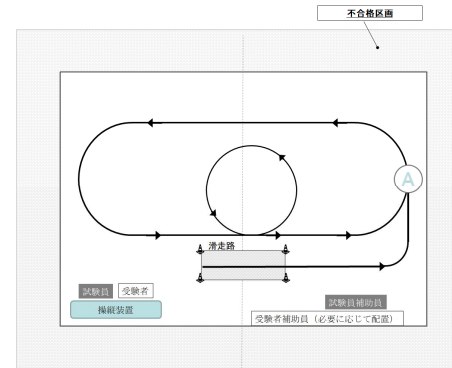 不合格区画
A
滑走路
試験員
受験者
操縦装置
試験員補助員
受験者補助員（必要に応じて配置）